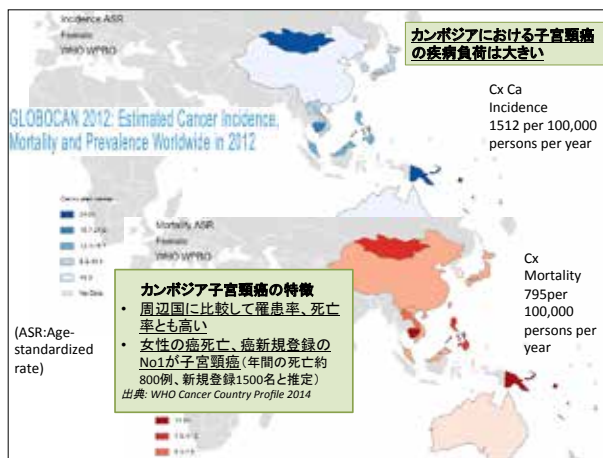 Incidence ASR
Female
WHO WPRO
カンボジアにおける子宮頸癌
の疾病負荷は大きい
GLOBOCAN 2012: Estimated Cancer Incidence,
Mortality and Prevalence Worldwide in 2012
Cx Ca
Incidence
1512 per 100,000
persons per year
No Data
Mortality ASR
Female
WHO WPRO
カンボジア子宮頸癌の特徴
• 周辺国に比較して罹患率、死亡
率とも高い
• 女性の癌死亡、癌新規登録の
No1が子宮頸癌（年間の死亡約
800例、新規登録1500名と推定）
出典: WHO Cancer Country Profile 2014
(ASR:Age-
standardized
rate)
Cx
Mortality
795per
100,000
persons per
year